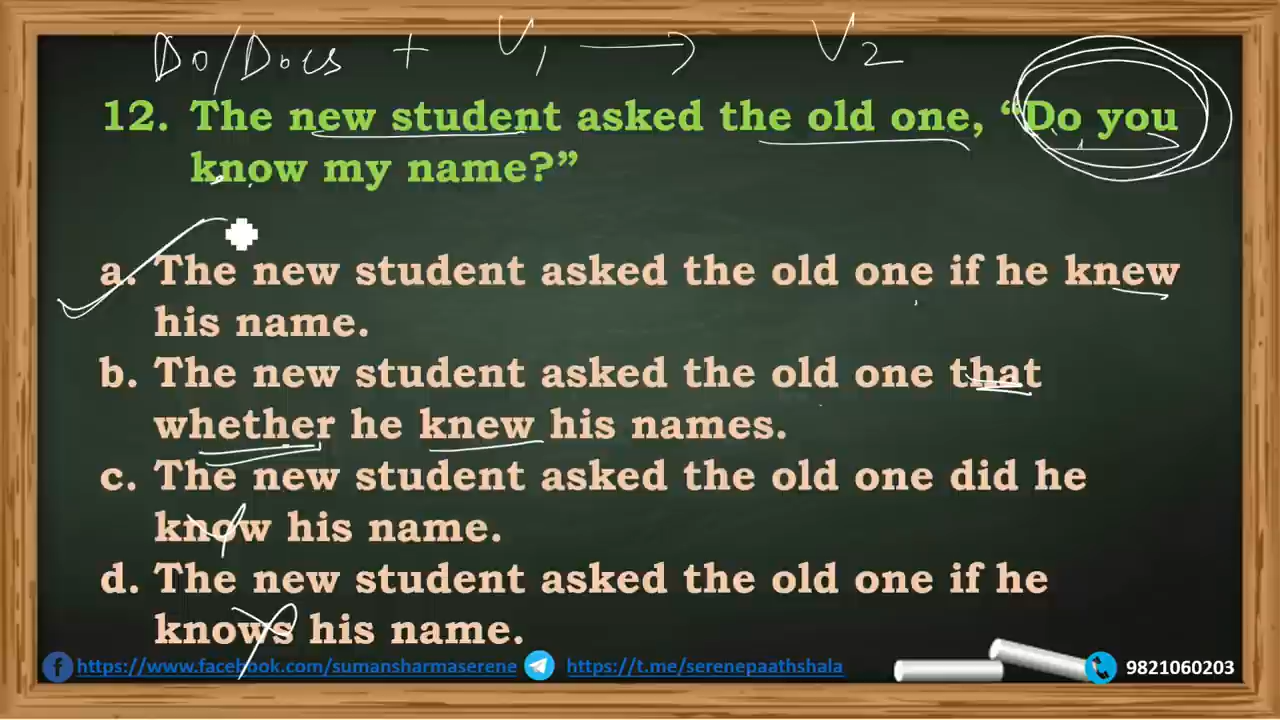 Do/Does + V1 → V2
12. The new student asked the old one, “Do you
know my name?”
a. The new student asked the old one if he knew
his name.
b. The new student asked the old one that
whether he knew his names.
c. The new student asked the old one did he
know his name.
d. The new student asked the old one if he
knows his name.
https://www.facebook.com/sumansharmaserene https://t.me/serenepaathshala 9821060203